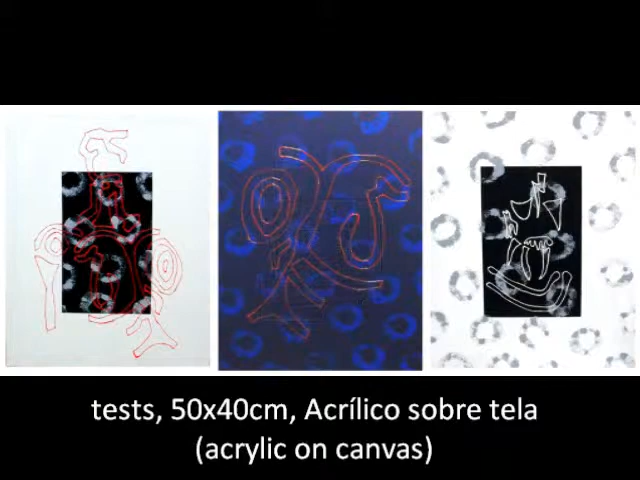 tests, 50x40cm, Acrílico sobre tela
(acrylic on canvas)